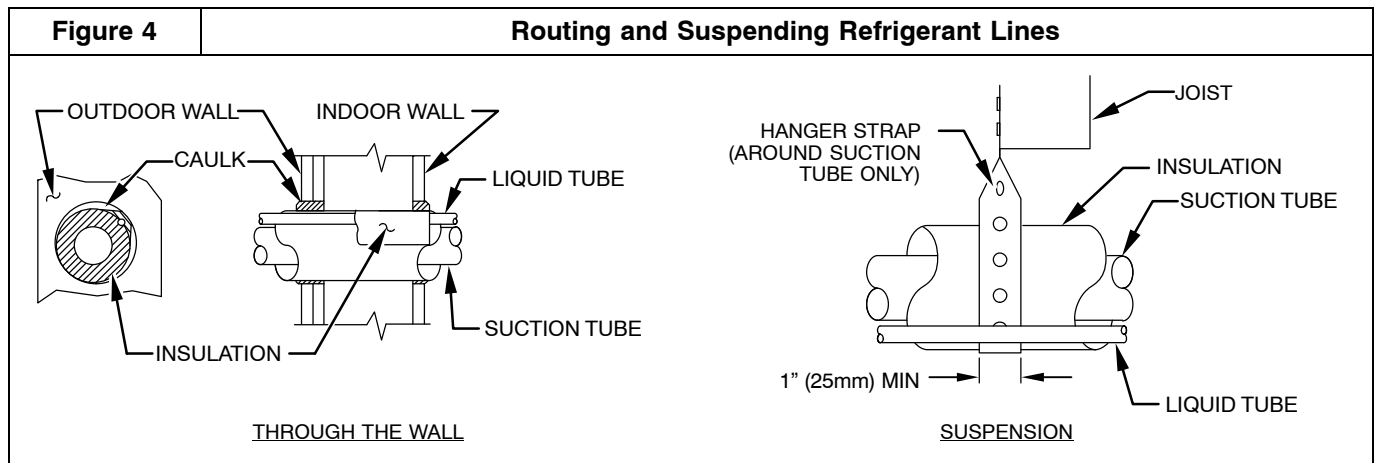 Figure 4
Routing and Suspending Refrigerant Lines
OUTDOOR WALL
INDOOR WALL
CAULK
LIQUID TUBE
SUCTION TUBE
INSULATION
THROUGH THE WALL
JOIST
HANGER STRAP
(AROUND SUCTION
TUBE ONLY)
INSULATION
SUCTION TUBE
1” (25mm) MIN
LIQUID TUBE
SUSPENSION